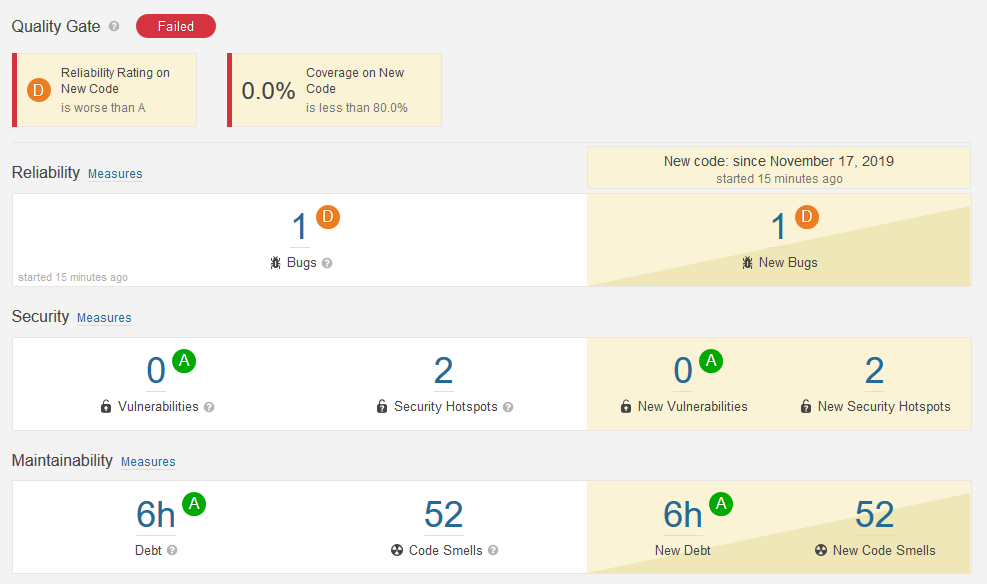 Quality Gate ? Failed
D Reliability Rating on
New Code
is worse than A
0.0% Coverage on New
Code
is less than 80.0%
Reliability Measures
New code: since November 17, 2019
started 15 minutes ago
1 D
Bugs ?
started 15 minutes ago
1 D
New Bugs
Security Measures
0 A
Vulnerabilities ?
2
Security Hotspots ?
0 A
New Vulnerabilities
2
New Security Hotspots
Maintainability Measures
6h A
Debt ?
52
Code Smells ?
6h A
New Debt
52
New Code Smells